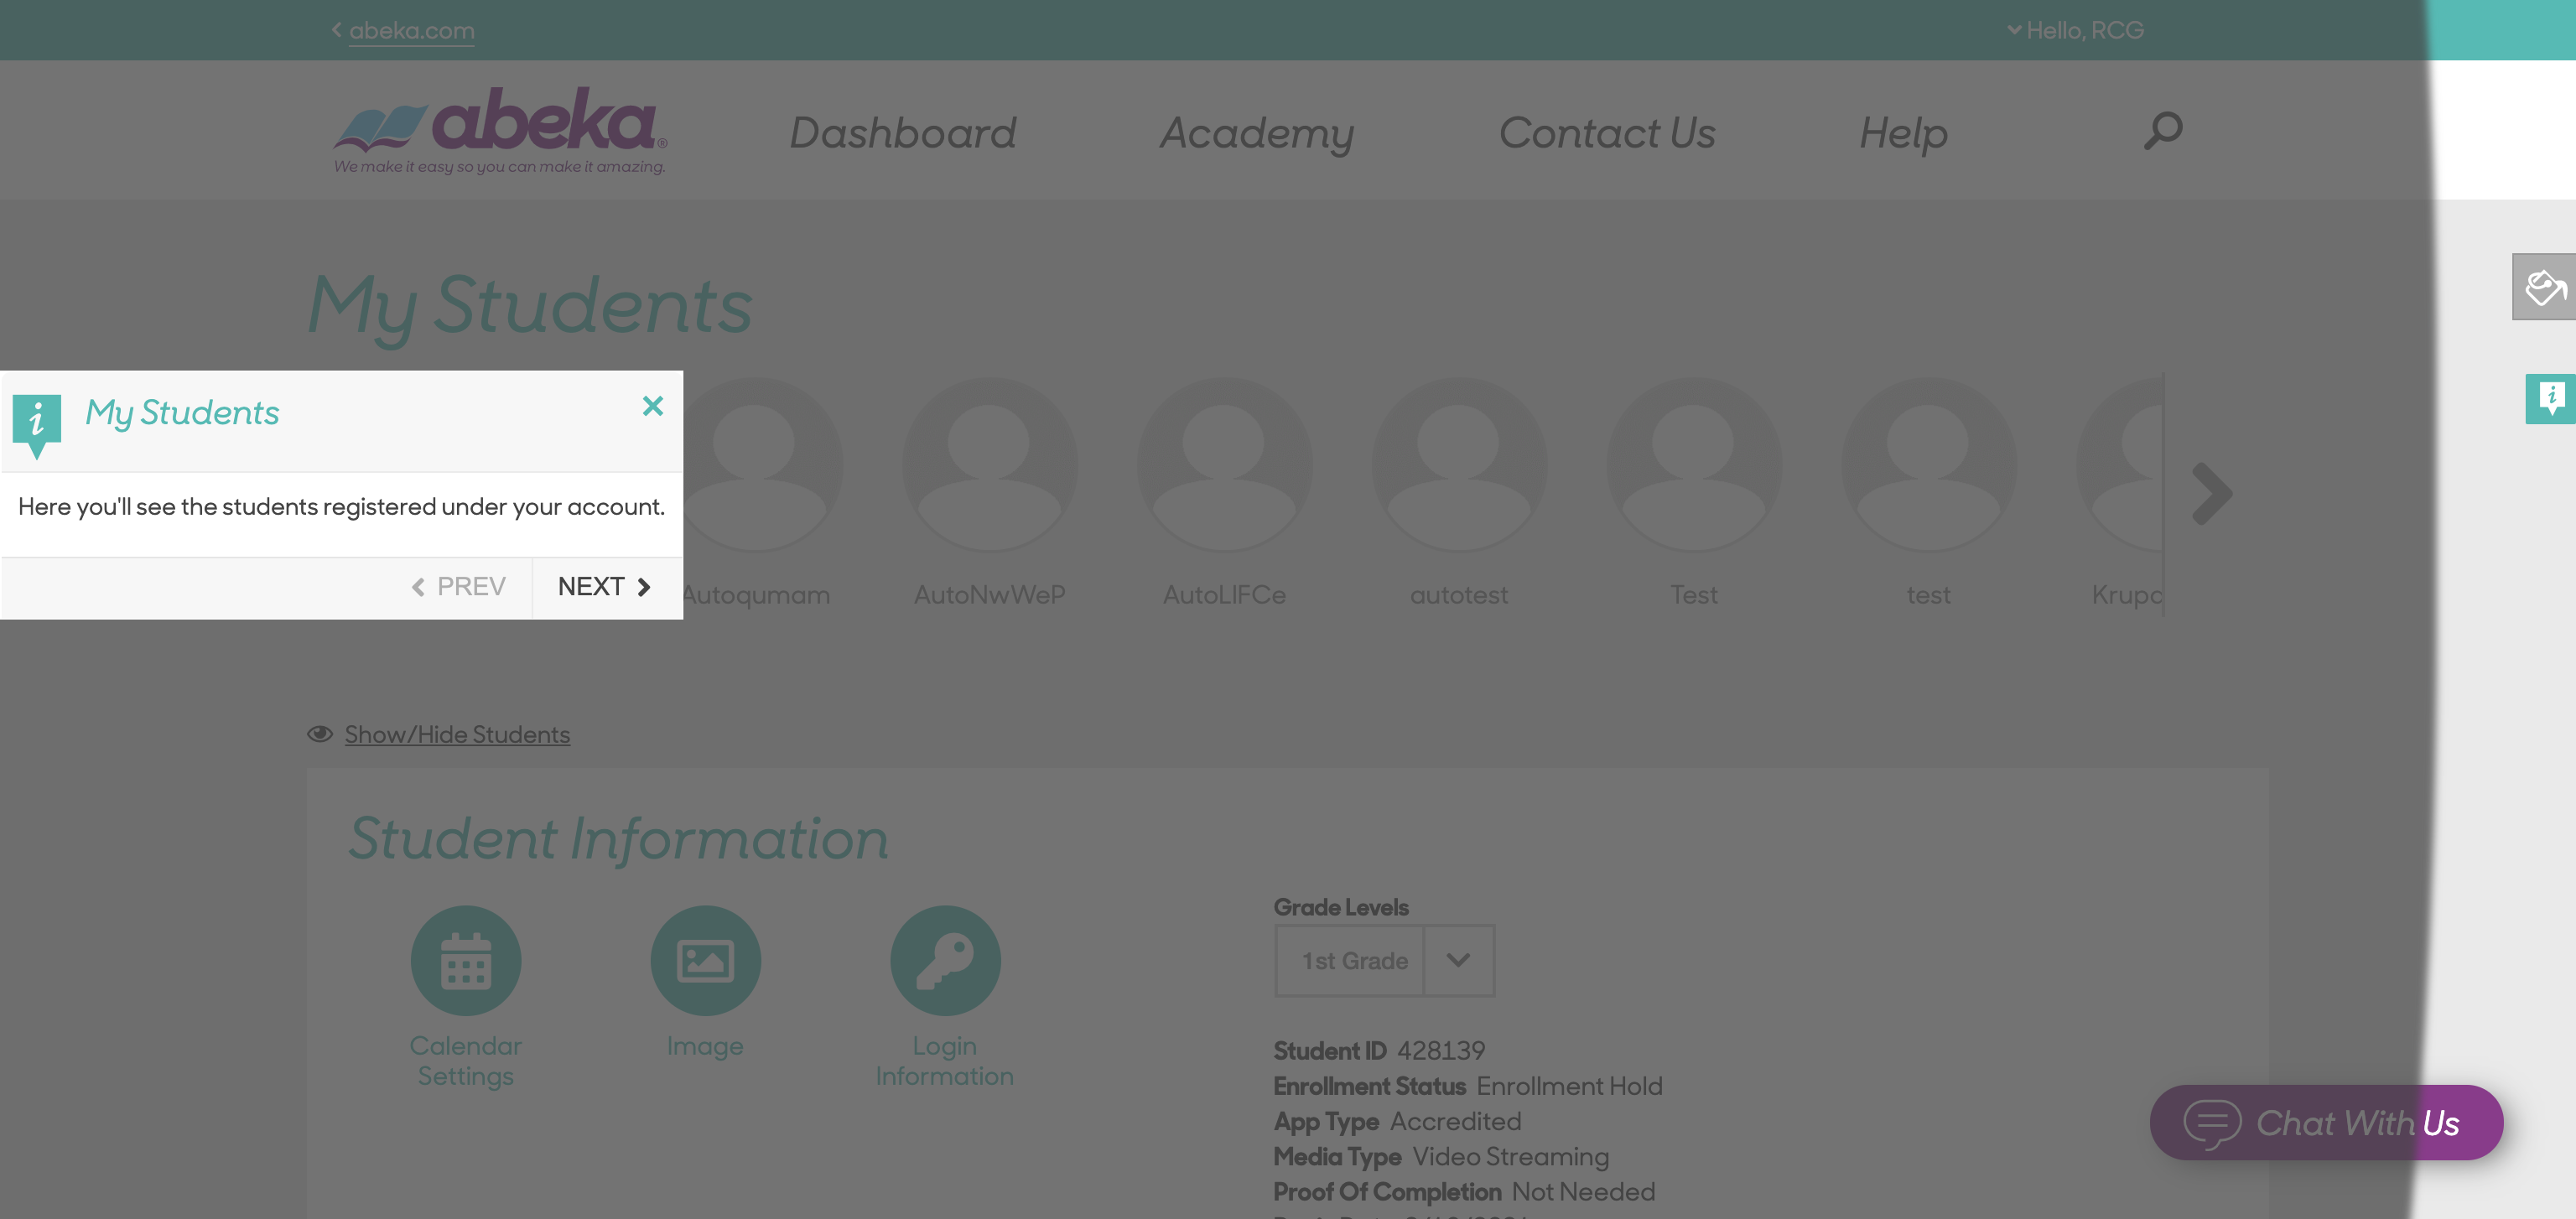 abeka.com
Hello, RCG
abeka®
We make it easy so you can make it amazing.
Dashboard
Academy
Contact Us
Help
My Students
My Students
Here you'll see the students registered under your account.
PREV
NEXT
Autoqumam
AutoNwWeP
AutoLIFCe
autotest
Test
test
Show/Hide Students
Student Information
Calendar Settings
Image
Login Information
Grade Levels
1st Grade
Student ID 428139
Enrollment Status Enrollment Hold
App Type Accredited
Media Type Video Streaming
Proof Of Completion Not Needed
Chat With Us